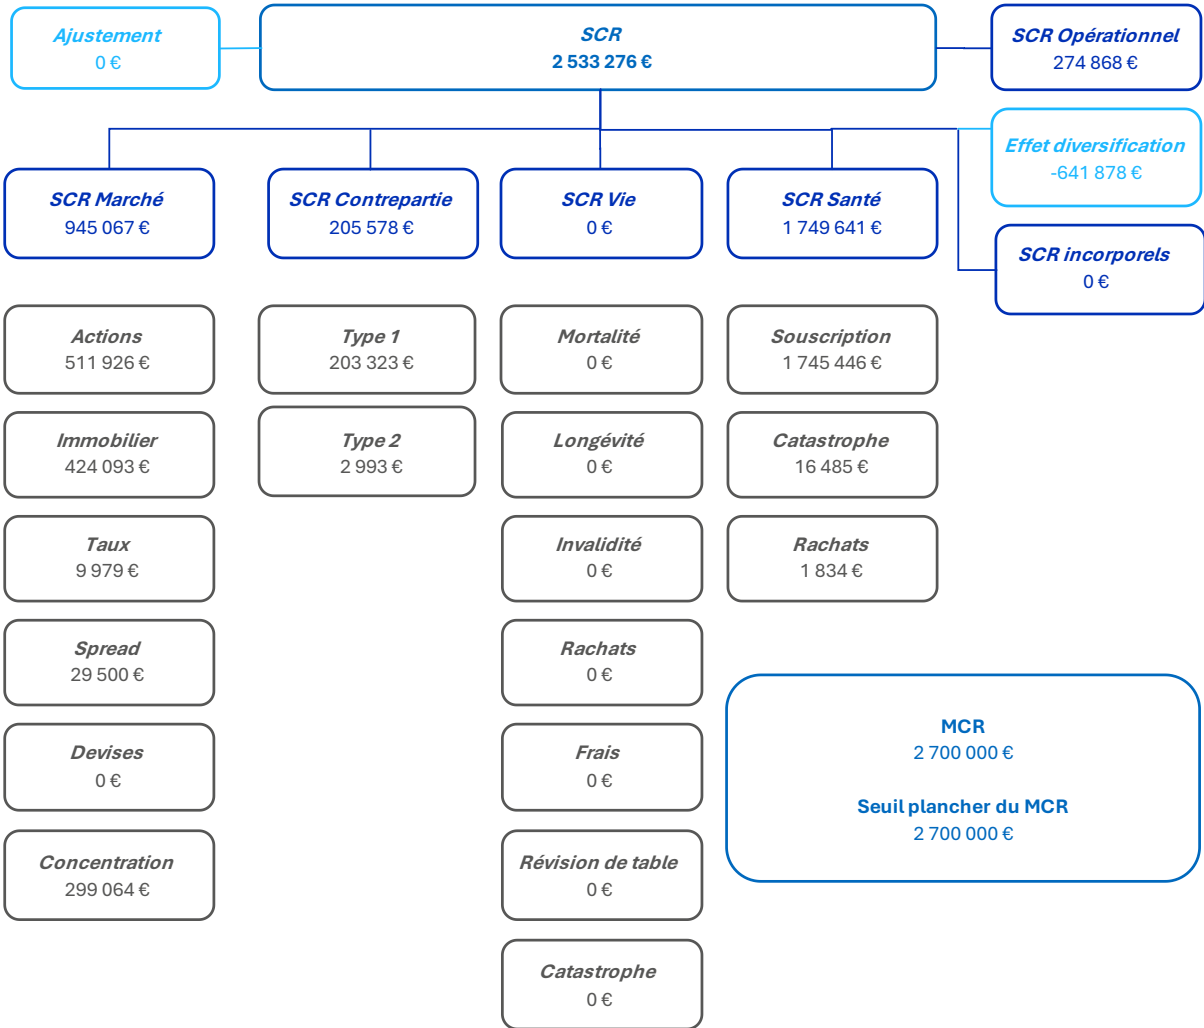 Ajustement
0 €
SCR
2 533 276 €
SCR Opérationnel
274 868 €
Effet diversification
-641 878 €
SCR Marché
945 067 €
SCR Contrepartie
205 578 €
SCR Vie
0 €
SCR Santé
1 749 641 €
SCR incorporels
0 €
Actions
511 926 €
Type 1
203 323 €
Mortalité
0 €
Souscription
1 745 446 €
Immobilier
424 093 €
Type 2
2 993 €
Longévité
0 €
Catastrophe
16 485 €
Taux
9 979 €
Invalidité
0 €
Rachats
1 834 €
Spread
29 500 €
Rachats
0 €
Devises
0 €
Frais
0 €
MCR
2 700 000 €
Seuil plancher du MCR
2 700 000 €
Concentration
299 064 €
Révision de table
0 €
Catastrophe
0 €